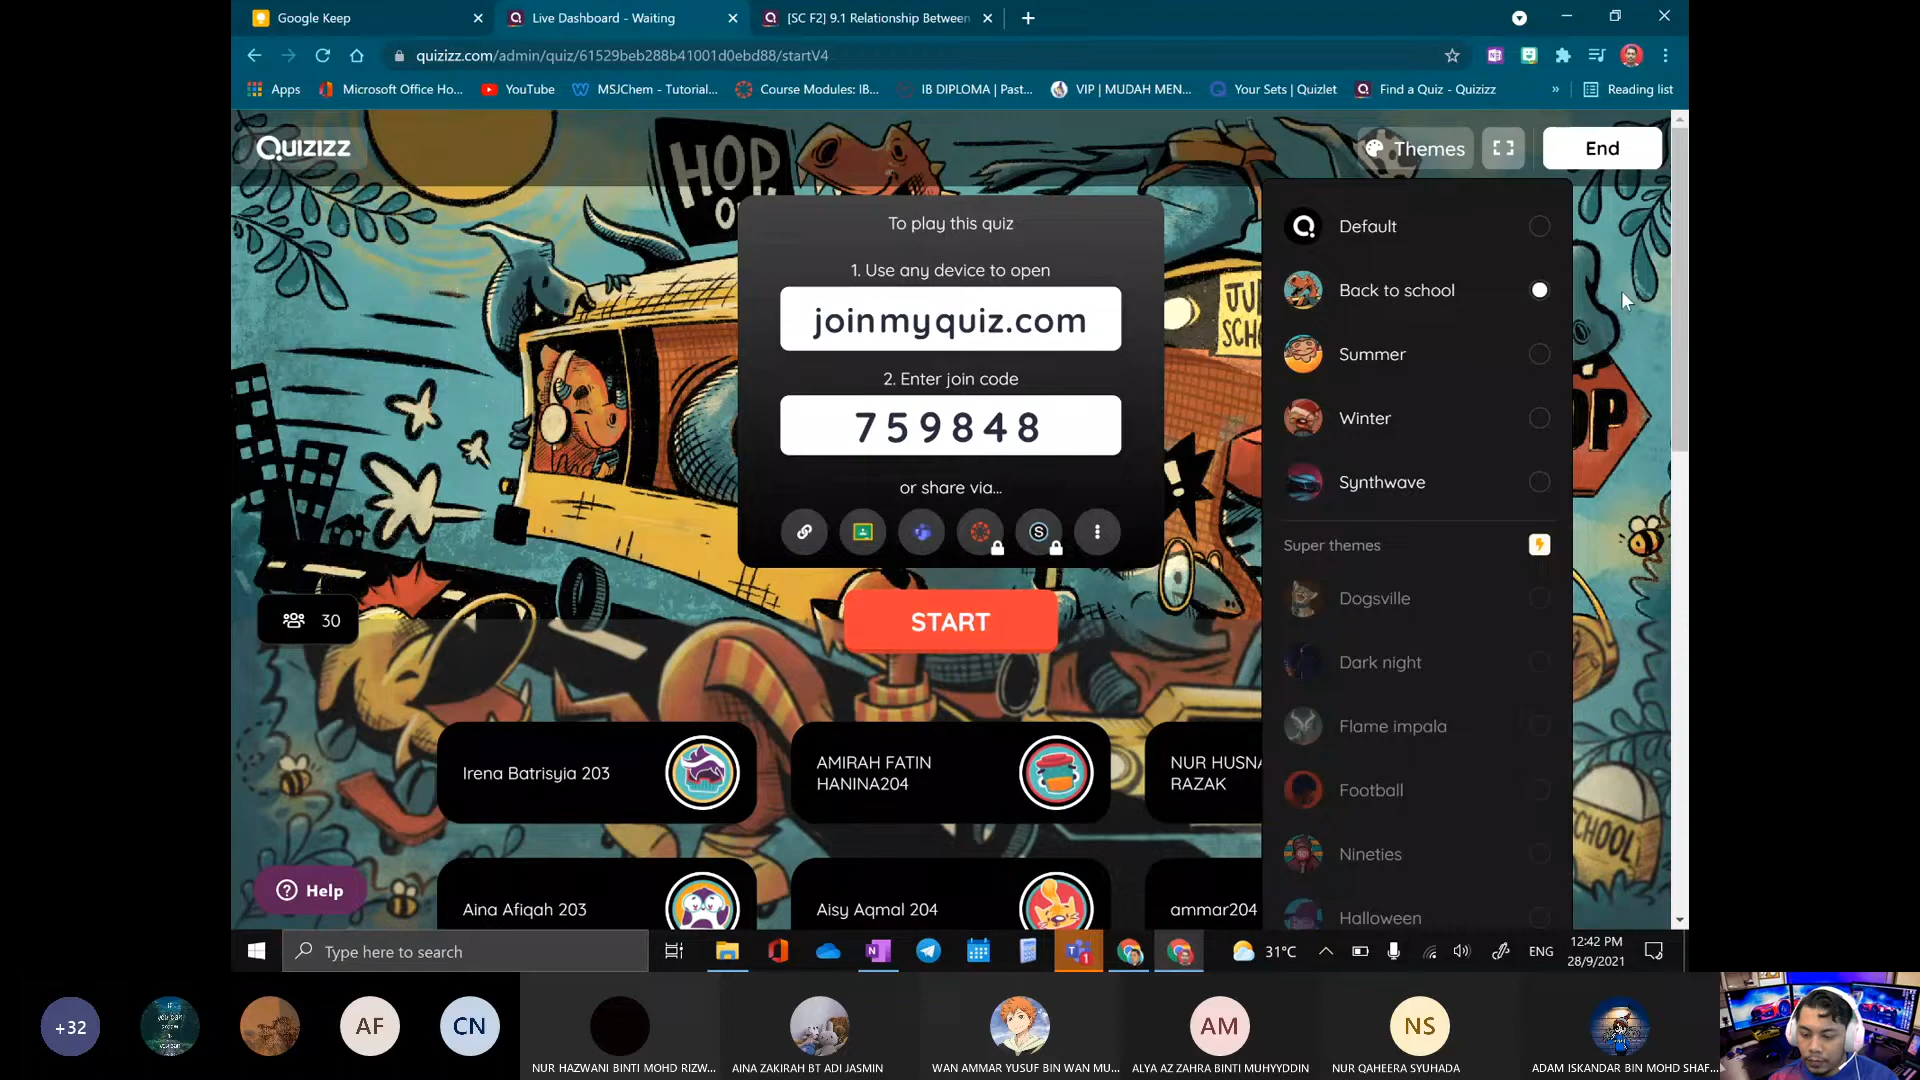 Google Keep
Live Dashboard - Waiting
[SC F2] 9.1 Relationship Between
quizizz.com/admin/quiz/61529beb288b41001d0ebd88/startV4
Apps
Microsoft Office Ho...
YouTube
MSJChem - Tutorial...
Course Modules: IB...
IB DIPLOMA | Past...
VIP | MUDAH MEN...
Your Sets | Quizlet
Find a Quiz - Quizizz
»
Reading list
Quizizz
HOP
Themes
End
To play this quiz
1. Use any device to open
joinmyquiz.com
2. Enter join code
759848
or share via...
START
30
Default
Back to school
Summer
Winter
Synthwave
Super themes
Dogsville
Dark night
Flame impala
Football
Nineties
Halloween
SCHOOL
Irena Batrisyia 203
AMIRAH FATIN
HANINA204
NUR HUSNA
RAZAK
Aina Afiqah 203
Aisy Aqmal 204
ammar204
Help
Type here to search
31°C
ENG
12:42 PM
28/9/2021
+32
AF
CN
AM
NS
NUR HAZWANI BINTI MOHD RIZW...
AINA ZAKIRAH BT ADI JASMIN
WAN AMMAR YUSUF BIN WAN MU...
ALYA AZ ZAHRA BINTI MUHYYDDIN
NUR QAHEERA SYUHADA
ADAM ISKANDAR BIN MOHD SHAF...